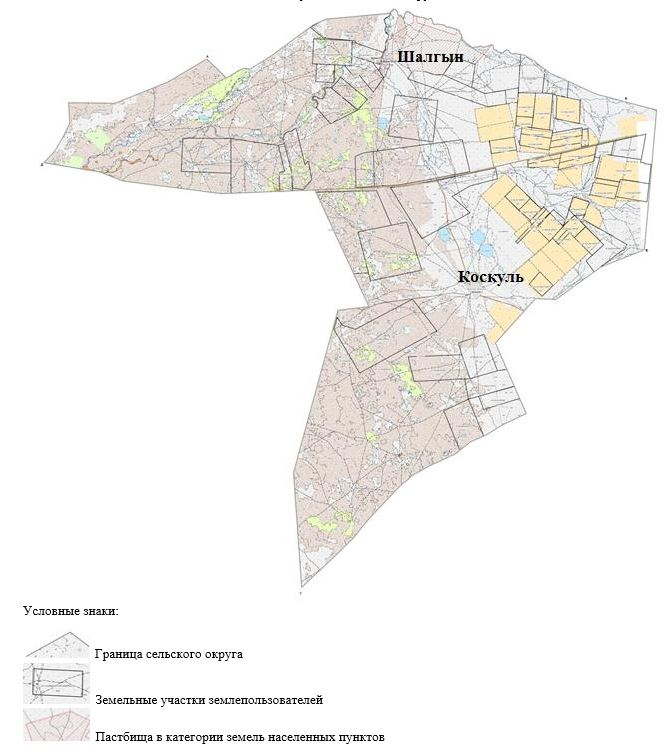 Шалгын
Коскуль
Условные знаки:
Граница сельского округа
Земельные участки землепользователей
Пастбища в категории земель населенных пунктов